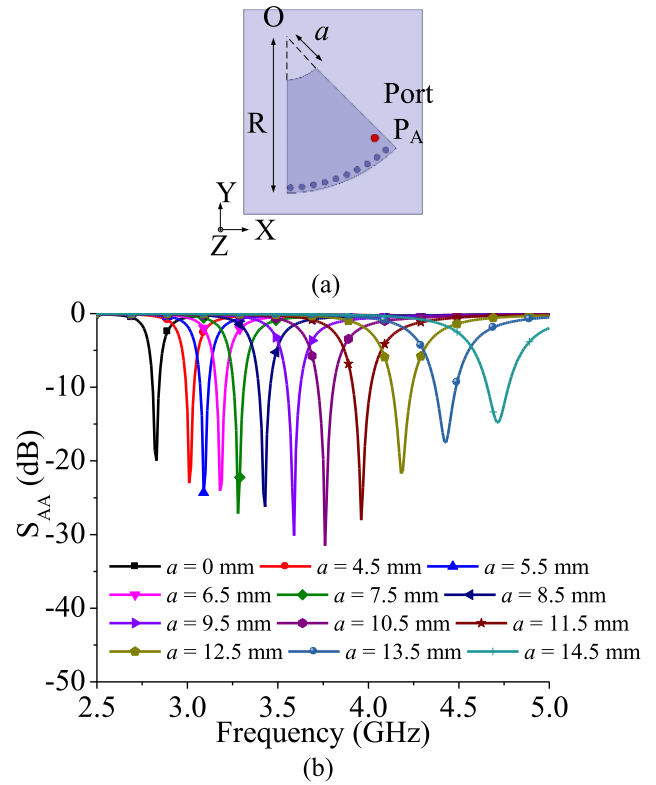 O
a
R
Port
P_A
Y
X
Z
(a)
0
-10
-20
-30
-40
-50
S_AA (dB)
a = 0 mm a = 4.5 mm a = 5.5 mm
a = 6.5 mm a = 7.5 mm a = 8.5 mm
a = 9.5 mm a = 10.5 mm a = 11.5 mm
a = 12.5 mm a = 13.5 mm a = 14.5 mm
2.5 3.0 3.5 4.0 4.5 5.0
Frequency (GHz)
(b)